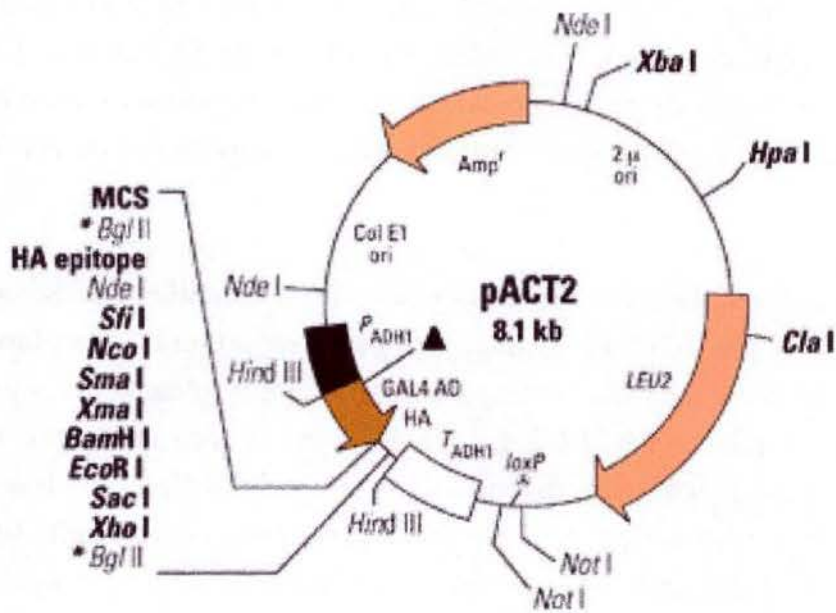 Nde I
Xba I
Amp^r
2 μ
ori
Hpa I
MCS
* Bgl II
HA epitope
Nde I
Sfi I
Nco I
Sma I
Xma I
BamH I
EcoR I
Sac I
Xho I
* Bgl II
Col E1
ori
Nde I
pACT2
8.1 kb
P_ADH1
Hind III
GAL4 AD
HA
T_ADH1
loxP
LEU2
Cla I
Hind III
Not I
Not I